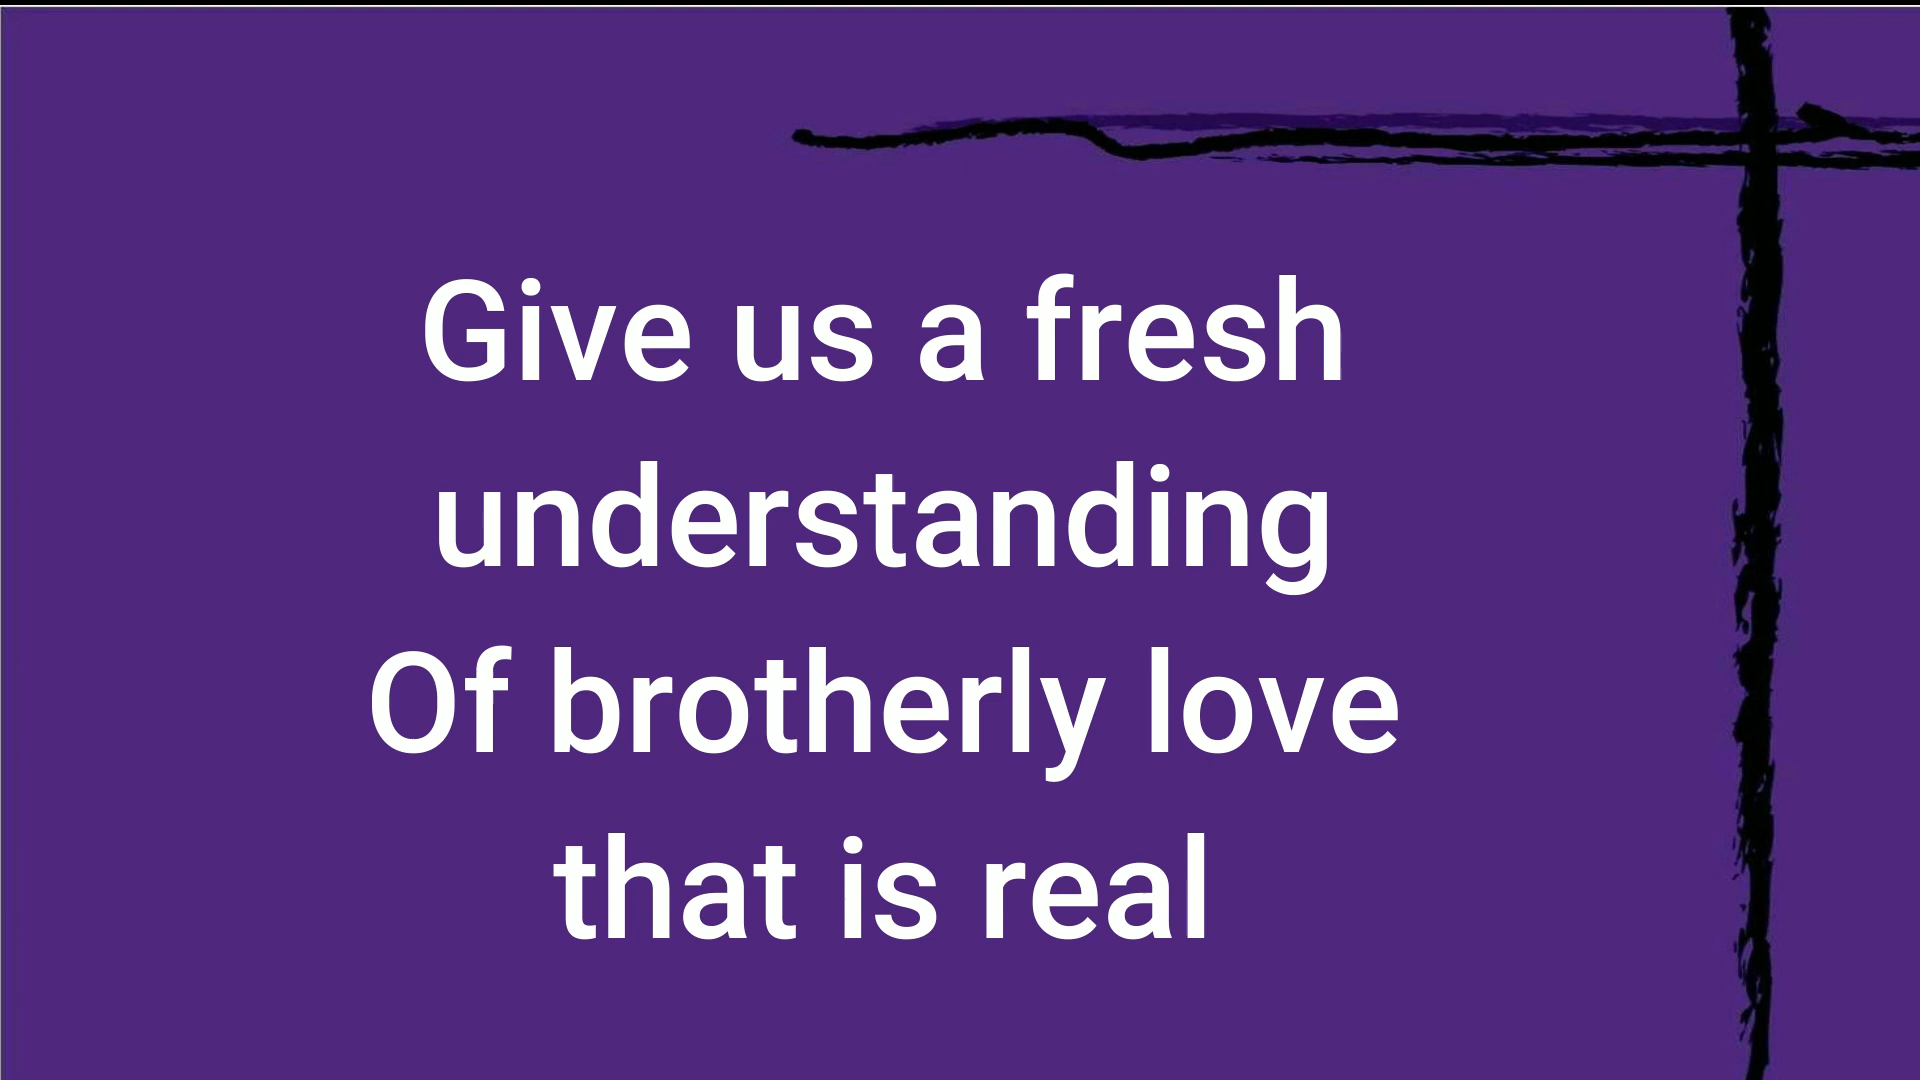 Give us a fresh
understanding
Of brotherly love
that is real